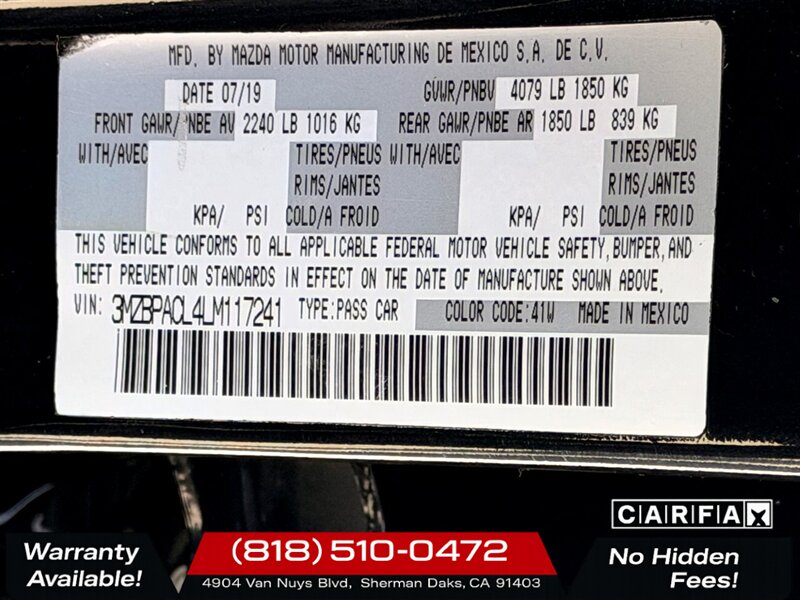 MFD. BY MAZDA MOTOR MANUFACTURING DE MEXICO S.A. DE C.V.
DATE 07/19 GVWR/PNBV 4079 LB 1850 KG
FRONT GAWR/PNBE AV 2240 LB 1016 KG REAR GAWR/PNBE AR 1850 LB 839 KG
WITH/AVEC TIRES/PNEUS WITH/AVEC TIRES/PNEUS
RIMS/JANTES RIMS/JANTES
KPA/ PSI COLD/A FROID KPA/ PSI COLD/A FROID
THIS VEHICLE CONFORMS TO ALL APPLICABLE FEDERAL MOTOR VEHICLE SAFETY, BUMPER, AND
THEFT PREVENTION STANDARDS IN EFFECT ON THE DATE OF MANUFACTURE SHOWN ABOVE.
VIN: 3MZBPACL4LM117241 TYPE:PASS CAR COLOR CODE:41W MADE IN MEXICO
CARFAX
Warranty
Available!
(818) 510-0472
4904 Van Nuys Blvd, Sherman Daks, CA 91403
No Hidden
Fees!